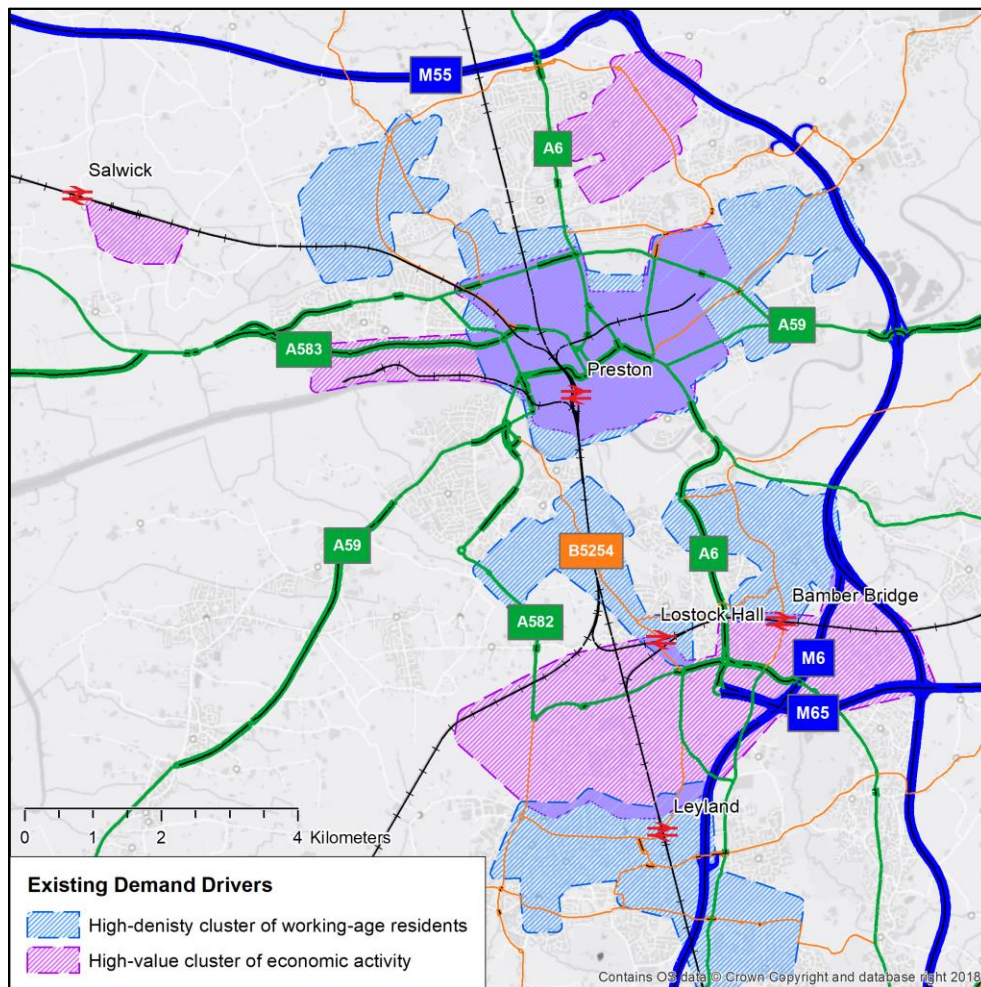 M55
Salwick
A6
A583
A59
Preston
A59
B5254
A6
Bamber Bridge
Lostock Hall
A582
M6
M65
Leyland
0 1 2 4 Kilometers
Existing Demand Drivers
High-denisty cluster of working-age residents
High-value cluster of economic activity
Contains OS data © Crown Copyright and database right 2018